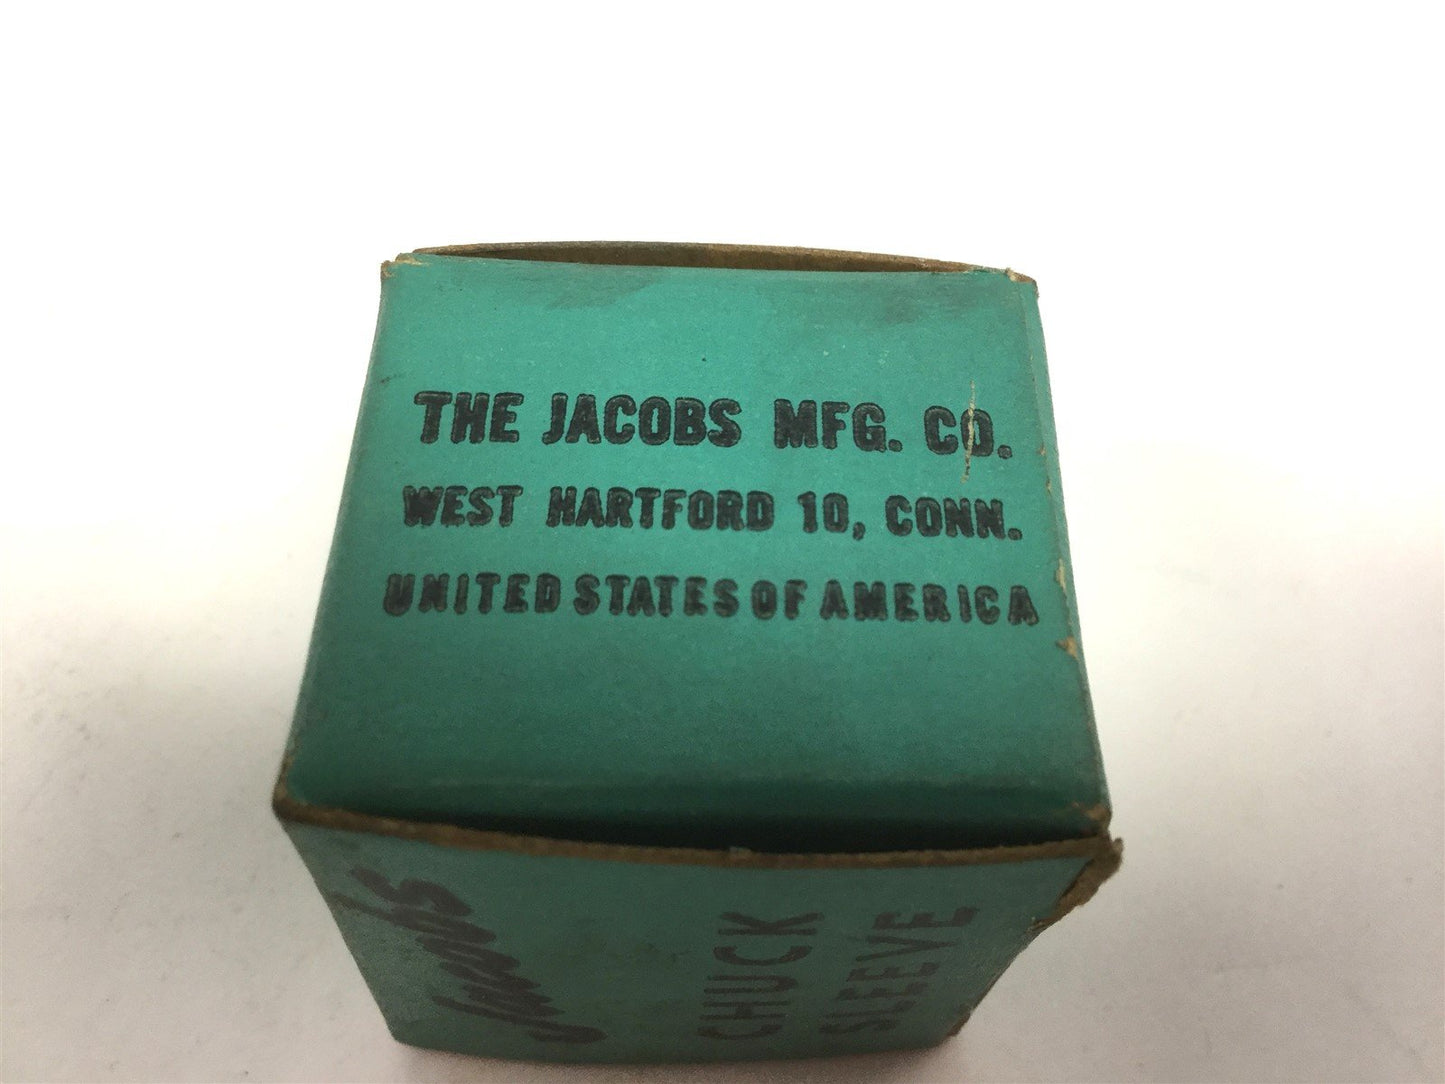 THE JACOBS MFG. CO.
WEST HARTFORD 10, CONN.
UNITED STATES OF AMERICA
Jacobs
CHUCK
SLEEVE